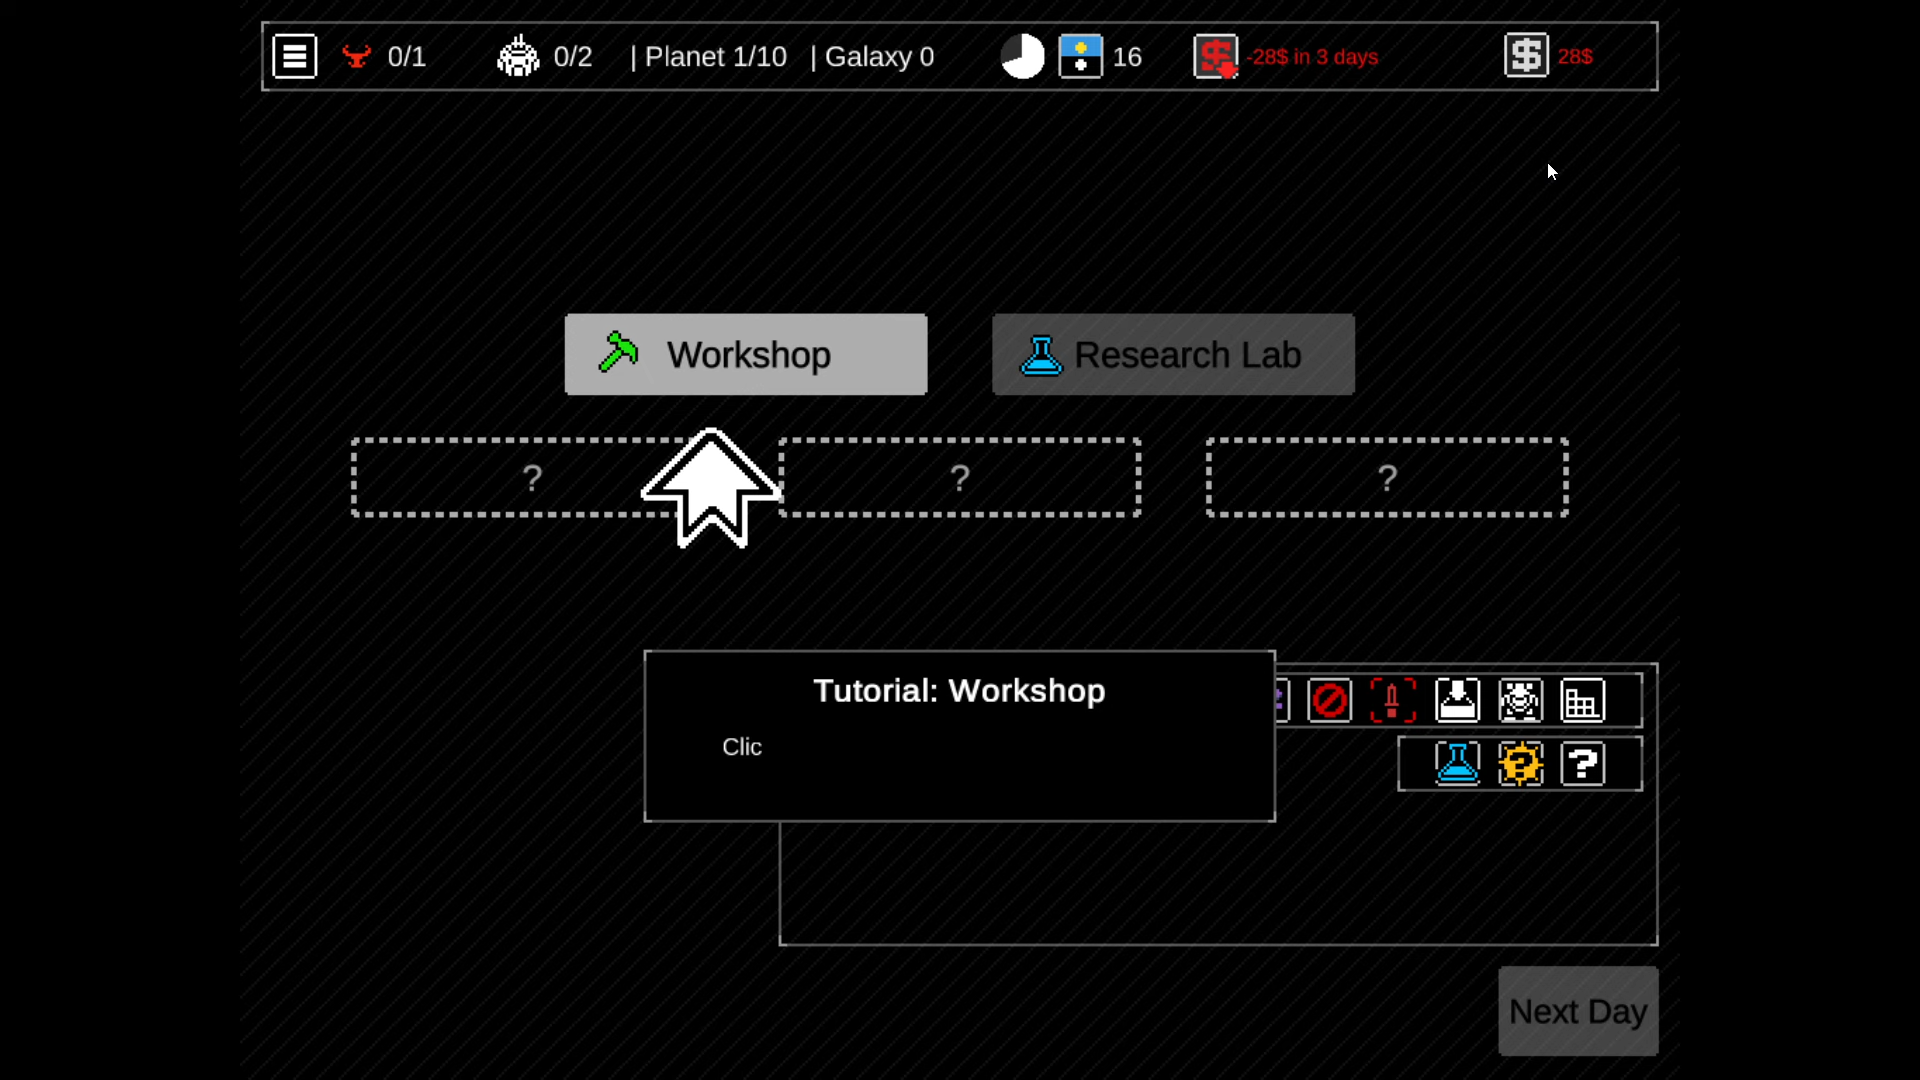 0/1 0/2 | Planet 1/10 | Galaxy 0 16 -28$ in 3 days $ 28$
Workshop Research Lab
? ? ?
Tutorial: Workshop
Clic
?
Next Day